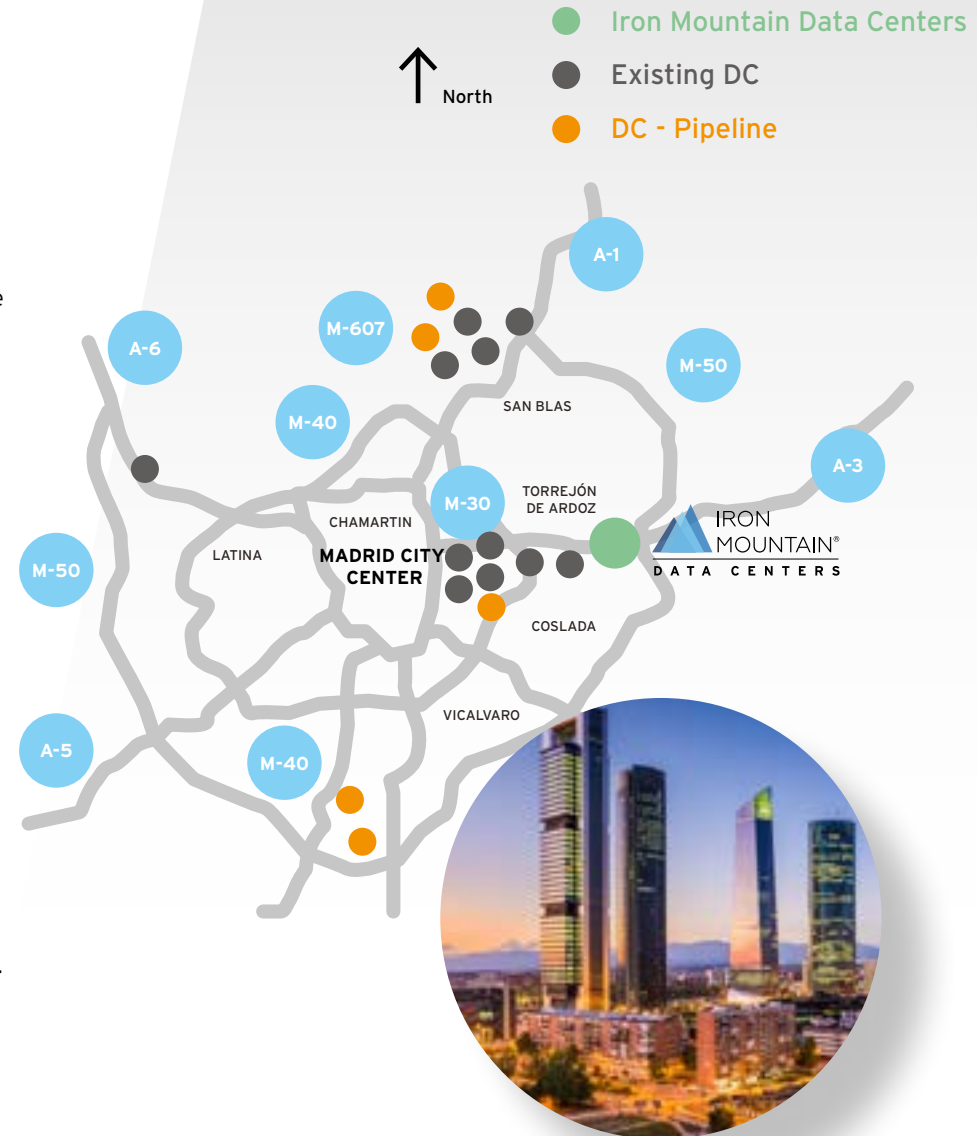 Iron Mountain Data Centers
Existing DC
DC - Pipeline
North
A-1
e
M-607
A-6
M-50
M-40
SAN BLAS
A-3
M-30
TORREJÓN
DE ARDOZ
CHAMARTIN
IRON
MOUNTAIN®
DATA CENTERS
LATINA
MADRID CITY
CENTER
M-50
COSLADA
VICALVARO
A-5
M-40
.